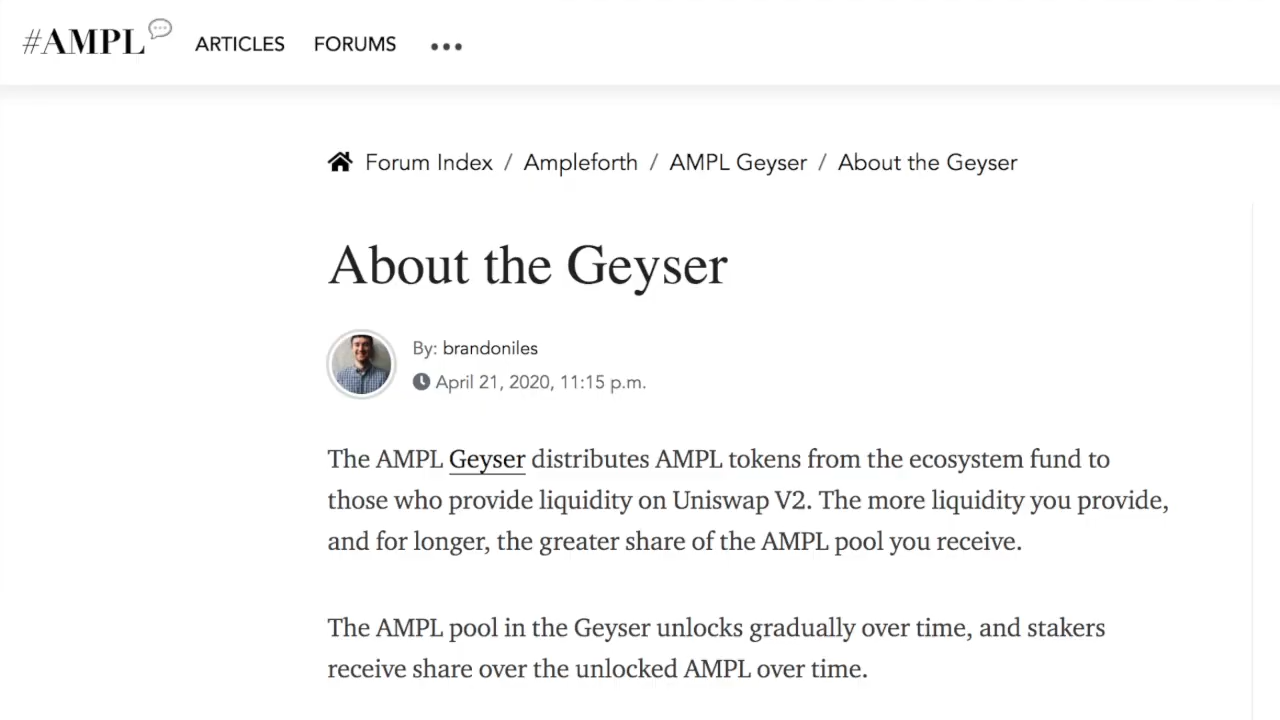 #AMPL
ARTICLES
FORUMS
Forum Index / Ampleforth / AMPL Geyser / About the Geyser
About the Geyser
By: brandoniles
April 21, 2020, 11:15 p.m.
The AMPL Geyser distributes AMPL tokens from the ecosystem fund to
those who provide liquidity on Uniswap V2. The more liquidity you provide,
and for longer, the greater share of the AMPL pool you receive.
The AMPL pool in the Geyser unlocks gradually over time, and stakers
receive share over the unlocked AMPL over time.